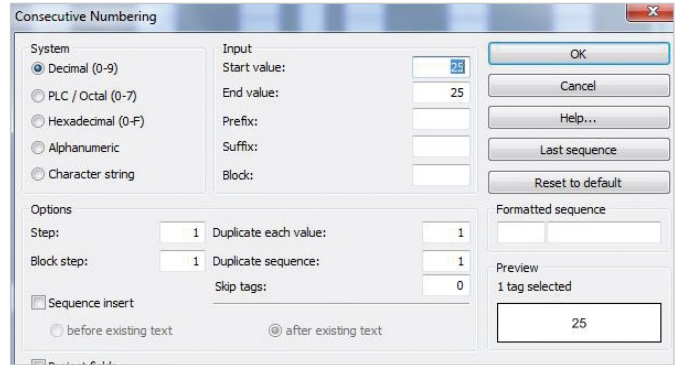 Consecutive Numbering
System
Decimal (0-9)
PLC / Octal (0-7)
Hexadecimal (0-F)
Alphanumeric
Character string
Input
Start value: 25
End value: 25
Prefix:
Suffix:
Block:
OK
Cancel
Help...
Last sequence
Reset to default
Options
Step: 1 Duplicate each value: 1
Block step: 1 Duplicate sequence: 1
Skip tags: 0
Sequence insert
before existing text after existing text
Formatted sequence
Preview
1 tag selected
25